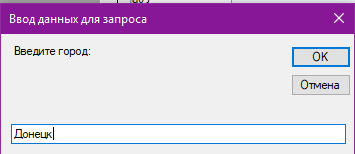 Ввод данных для запроса
Введите город:
OK
Отмена
Донецк